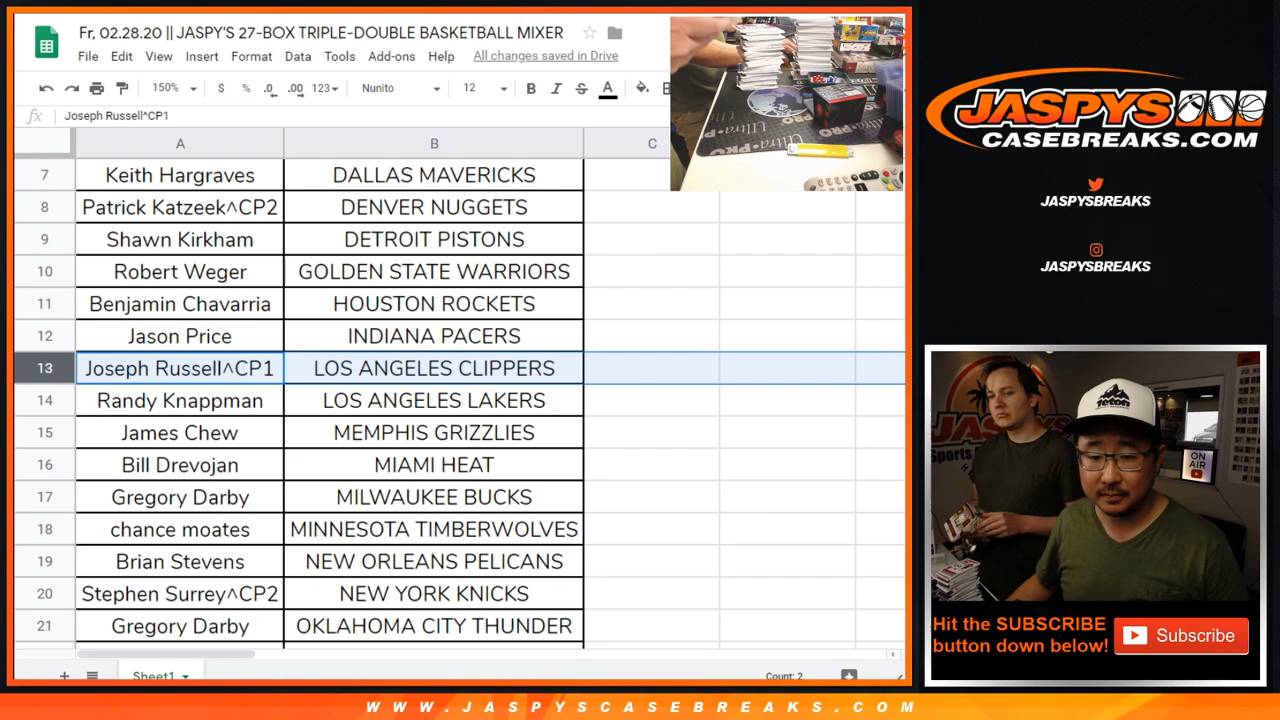 Fr, 02.28.20 || JASPY'S 27-BOX TRIPLE-DOUBLE BASKETBALL MIXER
File Edit View Insert Format Data Tools Add-ons Help All changes saved in Drive
150% $ % .0 .00 123 Nunito 12 B I S A
fx Joseph Russell^CP1
A B C
7 Keith Hargraves DALLAS MAVERICKS
8 Patrick Katzeek^CP2 DENVER NUGGETS
9 Shawn Kirkham DETROIT PISTONS
10 Robert Weger GOLDEN STATE WARRIORS
11 Benjamin Chavarria HOUSTON ROCKETS
12 Jason Price INDIANA PACERS
13 Joseph Russell^CP1 LOS ANGELES CLIPPERS
14 Randy Knappman LOS ANGELES LAKERS
15 James Chew MEMPHIS GRIZZLIES
16 Bill Drevojan MIAMI HEAT
17 Gregory Darby MILWAUKEE BUCKS
18 chance moates MINNESOTA TIMBERWOLVES
19 Brian Stevens NEW ORLEANS PELICANS
20 Stephen Surrey^CP2 NEW YORK KNICKS
21 Gregory Darby OKLAHOMA CITY THUNDER
Sheet1 Count: 2
JASPYS
CASEBREAKS.COM
JASPYSBREAKS
JASPYSBREAKS
ON
AIR
Hit the SUBSCRIBE
button down below!
Subscribe
WWW.JASPYSCASEBREAKS.COM